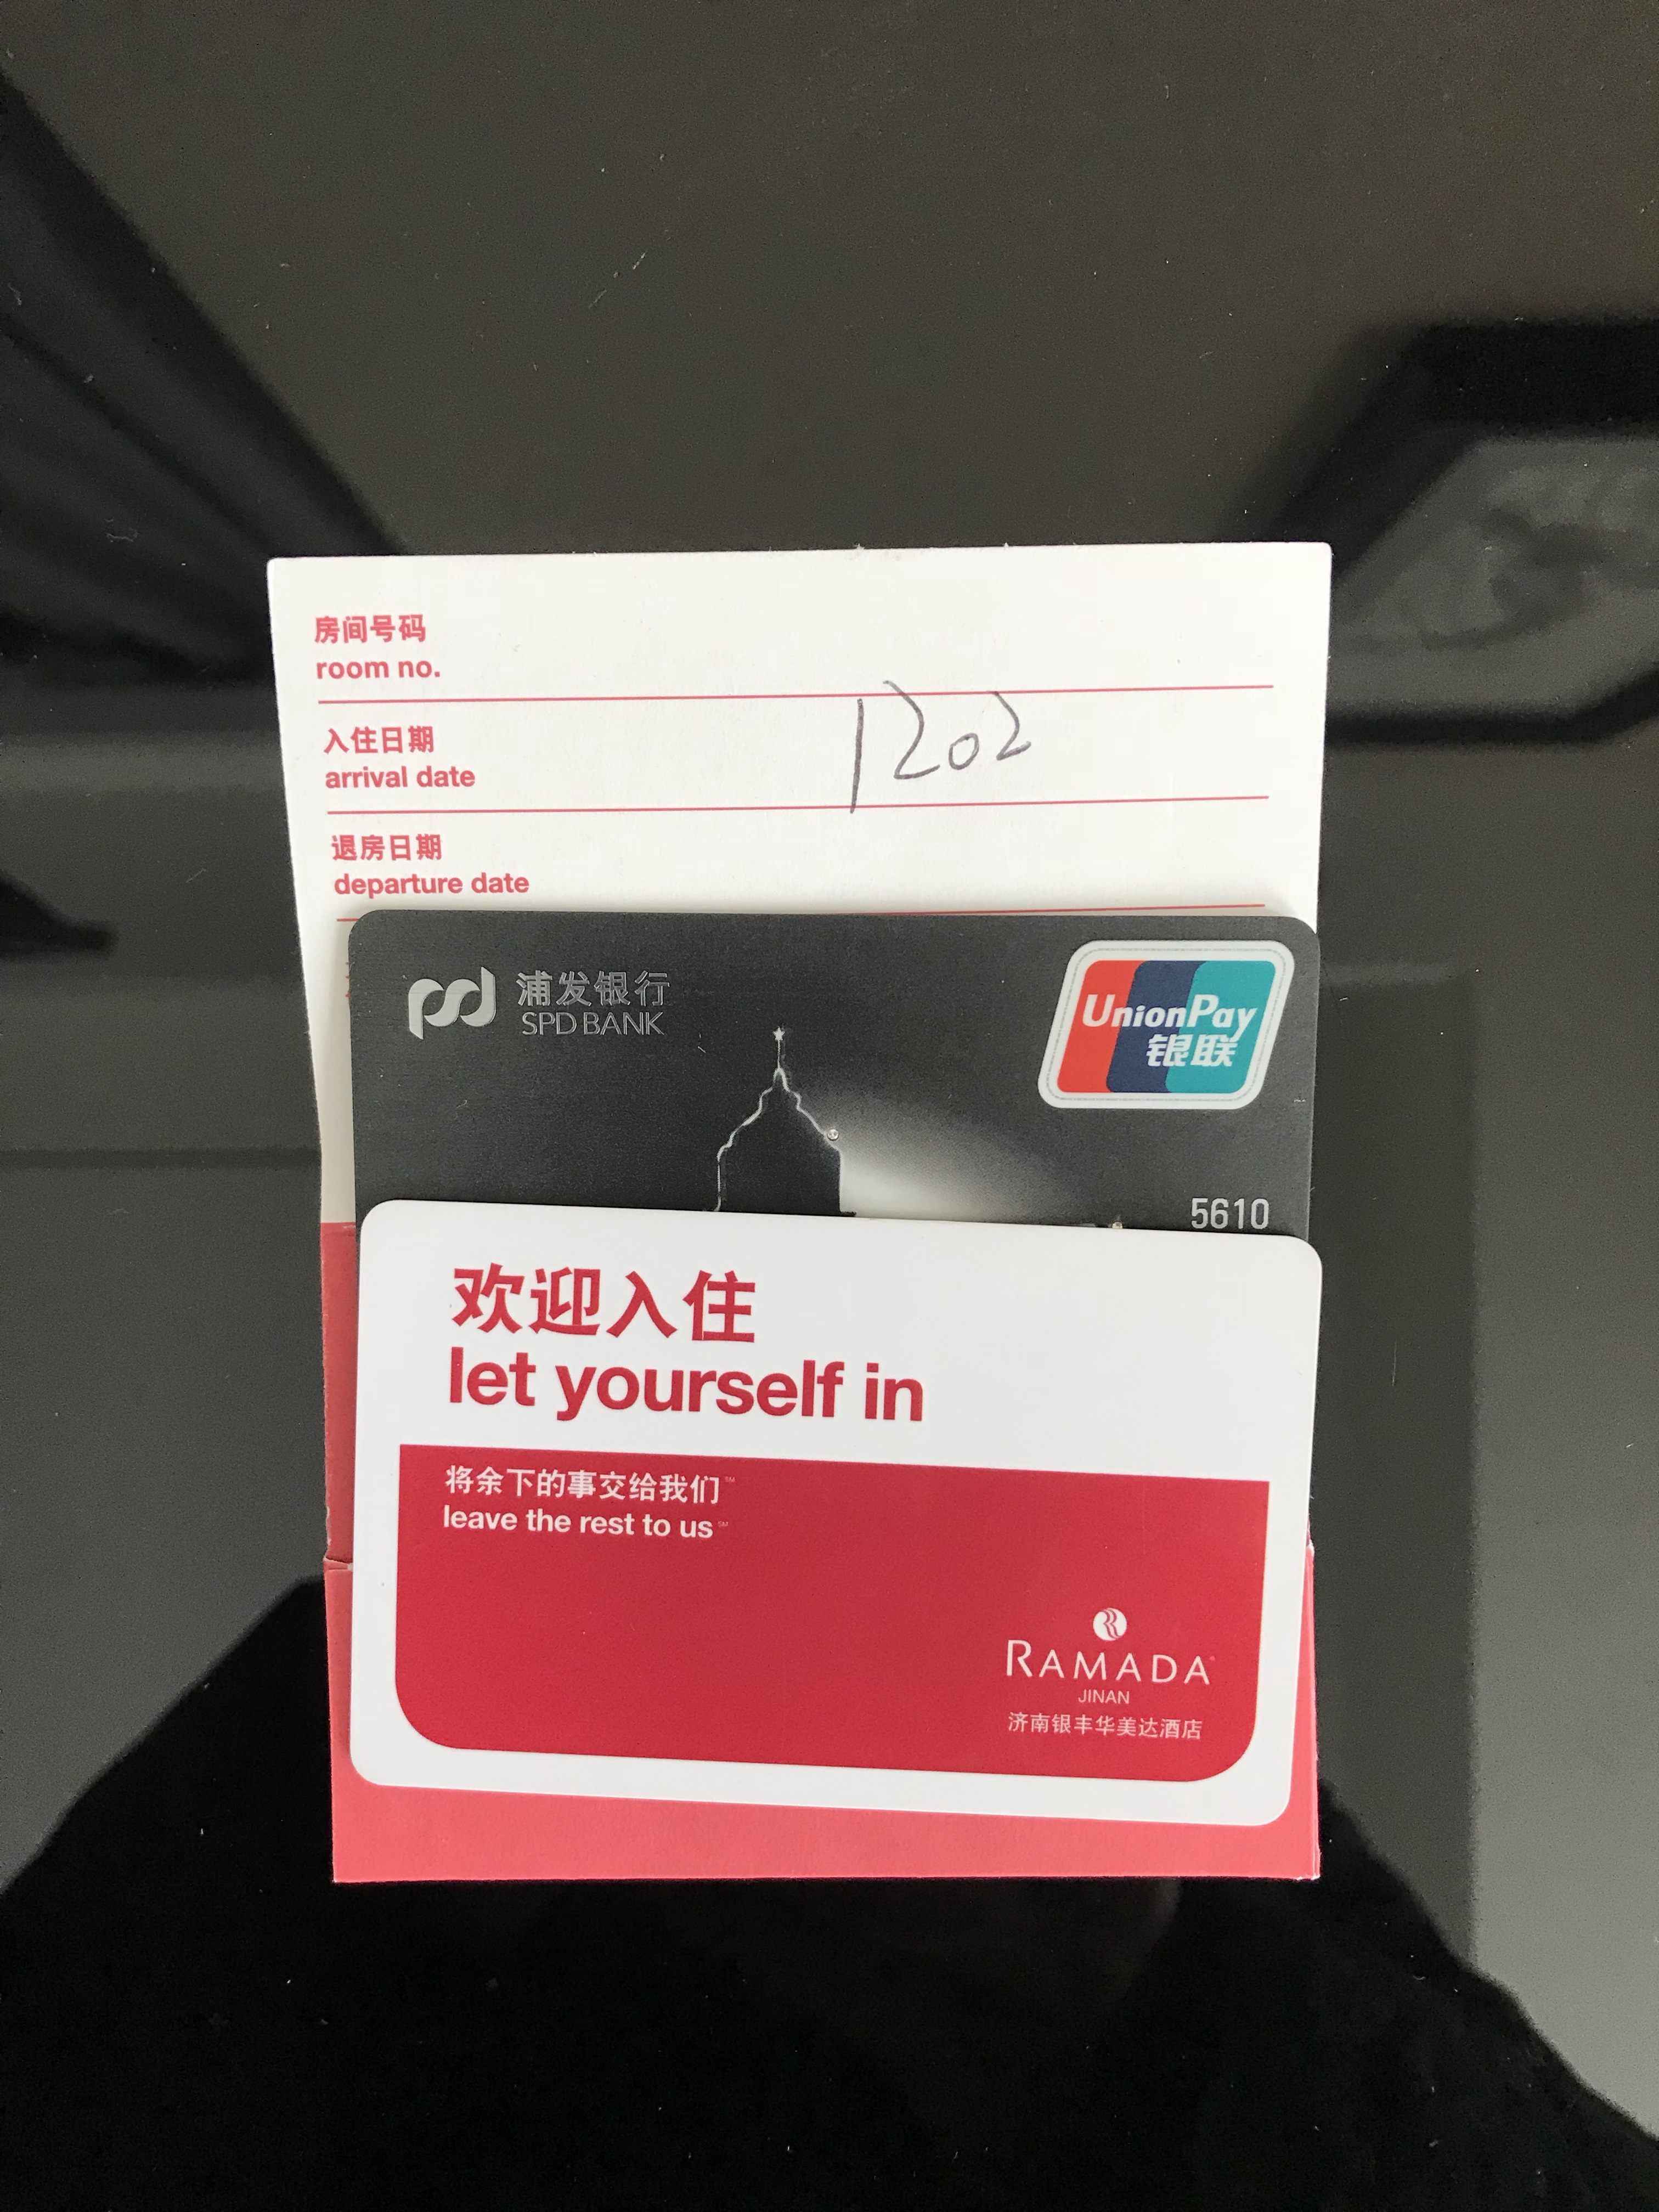 房间号码
room no.
入住日期
arrival date
1202
退房日期
departure date
浦发银行
SPD BANK
UnionPay
银联
5610
欢迎入住
let yourself in
将余下的事交给我们℠
leave the rest to us℠
RAMADA
JINAN
济南银丰华美达酒店